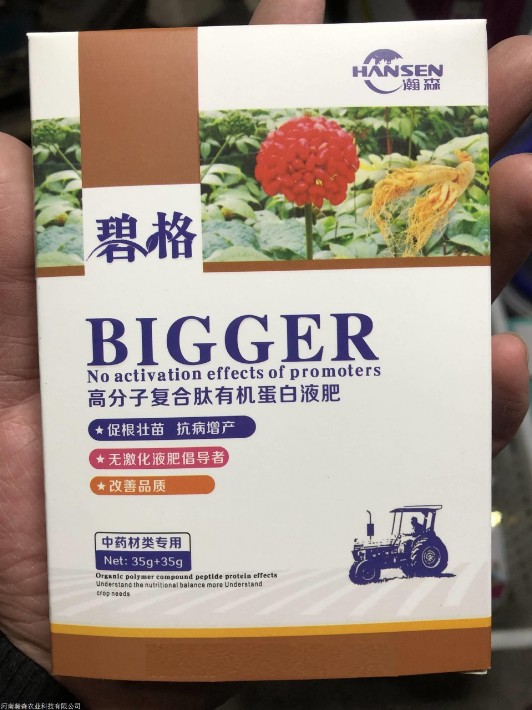 HANSEN
瀚森
碧格
BIGGER
No activation effects of promoters
高分子复合肽有机蛋白液肥
★促根壮苗 抗病增产
★无激化液肥倡导者
★改善品质
中药材类专用
Net: 35g+35g
Organic polymer compound peptide protein effects
Understand the nutritional balance more Understand
crop needs
河南瀚森农业科技有限公司